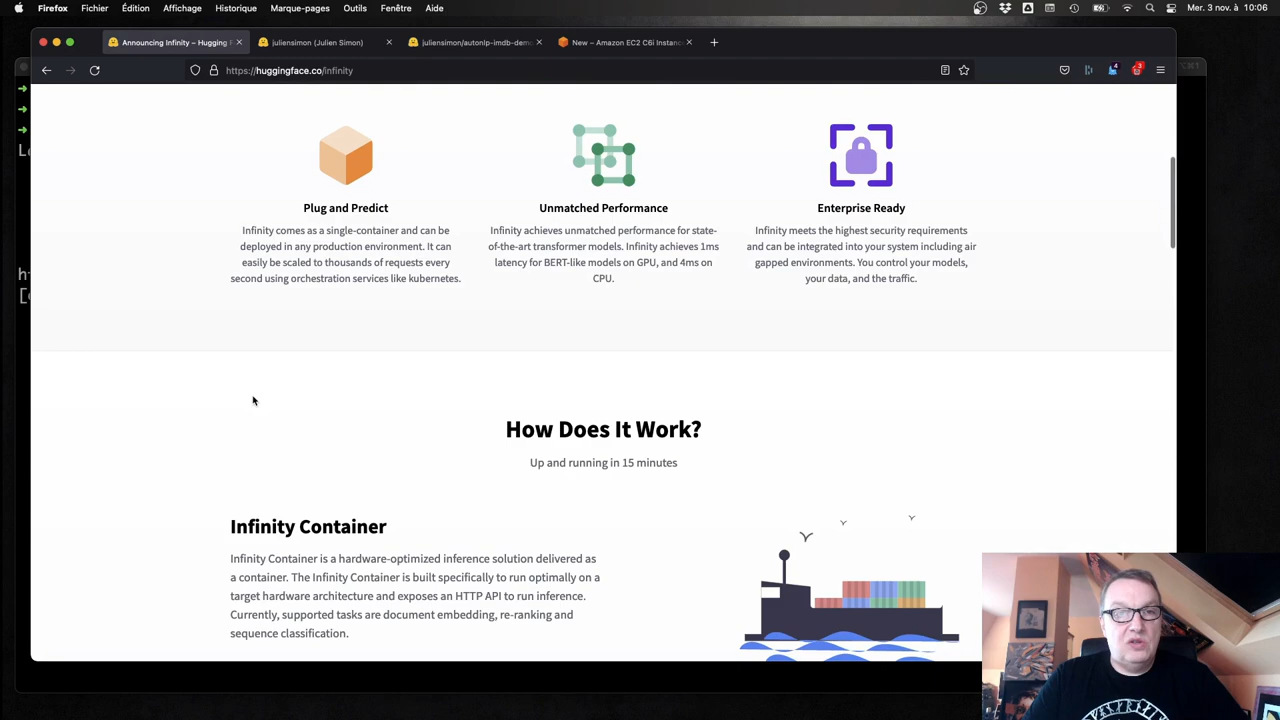 Firefox Fichier Édition Affichage Historique Marque-pages Outils Fenêtre Aide Mer. 3 nov. à 10:06
Announcing Infinity – Hugging F juliensimon (Julien Simon) juliensimon/autonlp-imdb-demo New – Amazon EC2 C6i Instance
https://huggingface.co/infinity
4
3
Plug and Predict
Infinity comes as a single-container and can be
deployed in any production environment. It can
easily be scaled to thousands of requests every
second using orchestration services like kubernetes.
Unmatched Performance
Infinity achieves unmatched performance for state-
of-the-art transformer models. Infinity achieves 1ms
latency for BERT-like models on GPU, and 4ms on
CPU.
Enterprise Ready
Infinity meets the highest security requirements
and can be integrated into your system including air
gapped environments. You control your models,
your data, and the traffic.
How Does It Work?
Up and running in 15 minutes
Infinity Container
Infinity Container is a hardware-optimized inference solution delivered as
a container. The Infinity Container is built specifically to run optimally on a
target hardware architecture and exposes an HTTP API to run inference.
Currently, supported tasks are document embedding, re-ranking and
sequence classification.